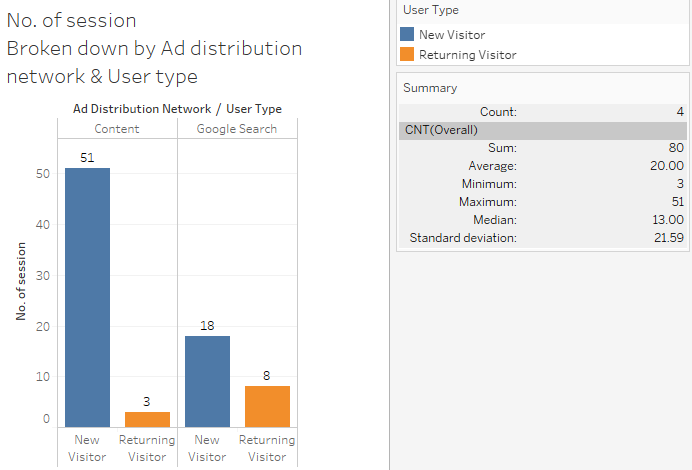 No. of session
Broken down by Ad distribution
network & User type
Ad Distribution Network / User Type
Content Google Search
No. of session
50
40
30
20
10
0
51
3
18
8
New Visitor
Returning Visitor
New Visitor
Returning Visitor
User Type
New Visitor
Returning Visitor
Summary
Count: 4
CNT(Overall)
Sum: 80
Average: 20.00
Minimum: 3
Maximum: 51
Median: 13.00
Standard deviation: 21.59